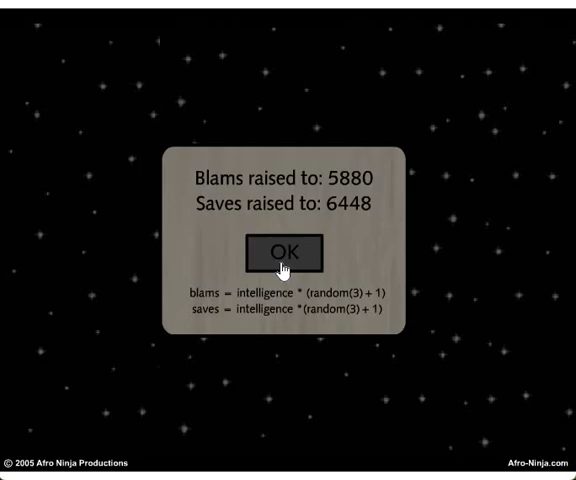 Blams raised to: 5880
Saves raised to: 6448
OK
blams = intelligence * (random(3)+1)
saves = intelligence *(random(3)+1)
© 2005 Afro Ninja Productions
Afro-Ninja.com